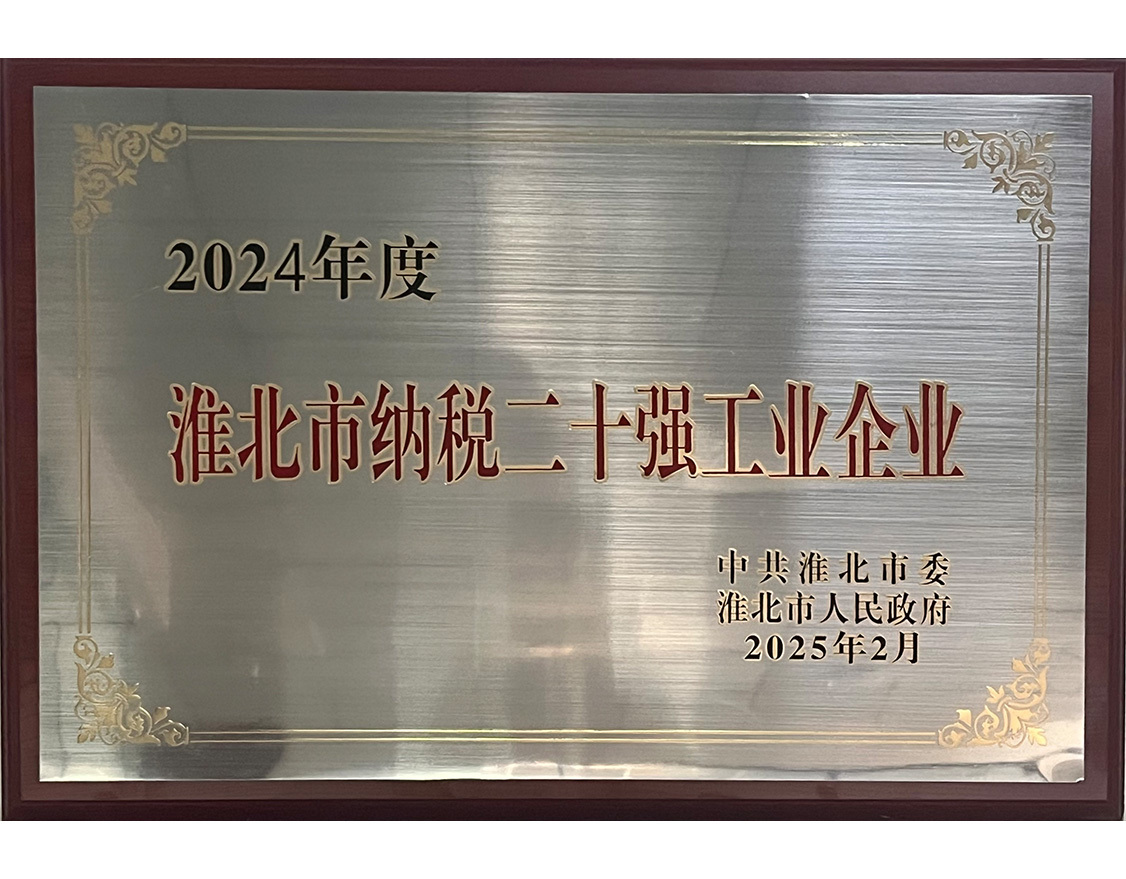 2024年度
淮北市纳税二十强工业企业
中共淮北市委
淮北市人民政府
2025年2月